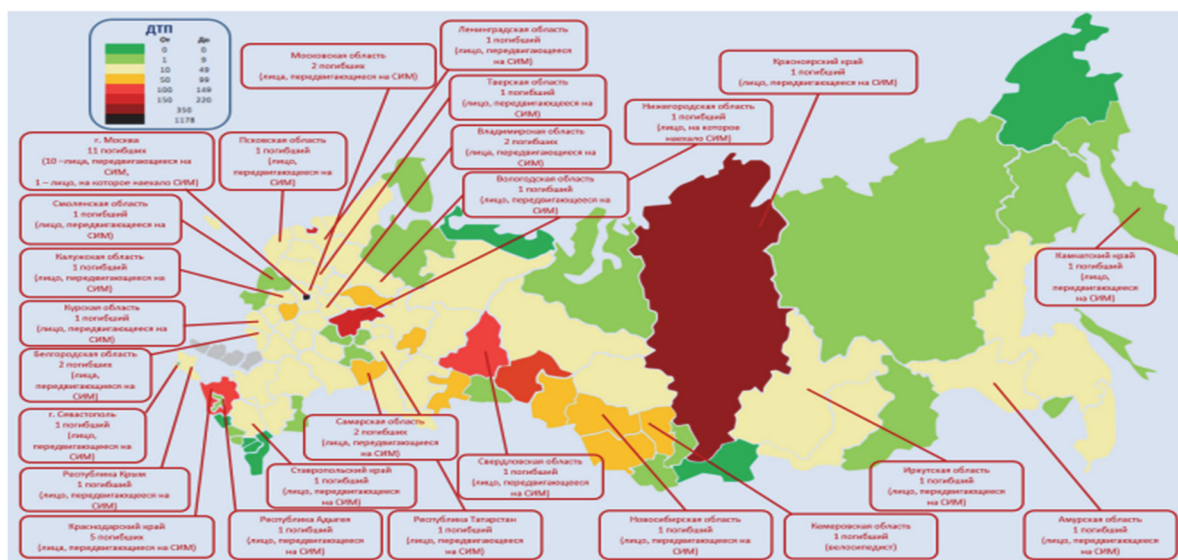 ДТП
От До
0 0
1 9
10 49
50 99
100 149
150 220
350
1178
Московская область
2 погибших
(лица, передвигающиеся на СИМ)
Ленинградская область
1 погибший
(лицо, передвигающееся
на СИМ)
Тверская область
1 погибший
(лицо, передвигающееся на
СИМ)
Владимирская область
2 погибших
(лица, передвигающиеся на
СИМ)
Вологодская область
1 погибший
(лицо, передвигающееся на
СИМ)
Нижегородская область
1 погибший
(лицо, на которое
наехало СИМ)
Красноярский край
1 погибший
(лицо, передвигающееся на СИМ)
г. Москва
11 погибших
(10 –лица, передвигающиеся на
СИМ,
1 – лицо, на которое наехало СИМ)
Псковская область
1 погибший
(лицо,
передвигающееся на
СИМ)
Смоленская область
1 погибший
(лицо, передвигающееся на
СИМ)
Калужская область
1 погибший
(лицо, передвигающееся на
СИМ)
Курская область
1 погибший
(лицо, передвигающееся на
СИМ)
Белгородская область
2 погибших
(лица,
передвигающиеся на
СИМ)
г. Севастополь
1 погибший
(лицо,
передвигающееся на
СИМ)
Республика Крым
1 погибший
(лицо, передвигающееся на
СИМ)
Краснодарский край
5 погибших
(лица, передвигающиеся на СИМ)
Республика Адыгея
1 погибший
(лицо, передвигающееся
на СИМ)
Ставропольский край
1 погибший
(лицо, передвигающееся
на СИМ)
Самарская область
2 погибших
(лица, передвигающиеся
на СИМ)
Республика Татарстан
1 погибший
(лицо, передвигающееся
на СИМ)
Свердловская область
1 погибший
(лицо, передвигающееся
на СИМ)
Новосибирская область
1 погибший
(лицо, передвигающееся
на СИМ)
Кемеровская область
1 погибший
(велосипедист)
Иркутская область
1 погибший
(лицо, передвигающееся
на СИМ)
Амурская область
1 погибший
(лицо, передвигающееся на
СИМ)
Камчатский край
1 погибший
(лицо,
передвигающееся на
СИМ)